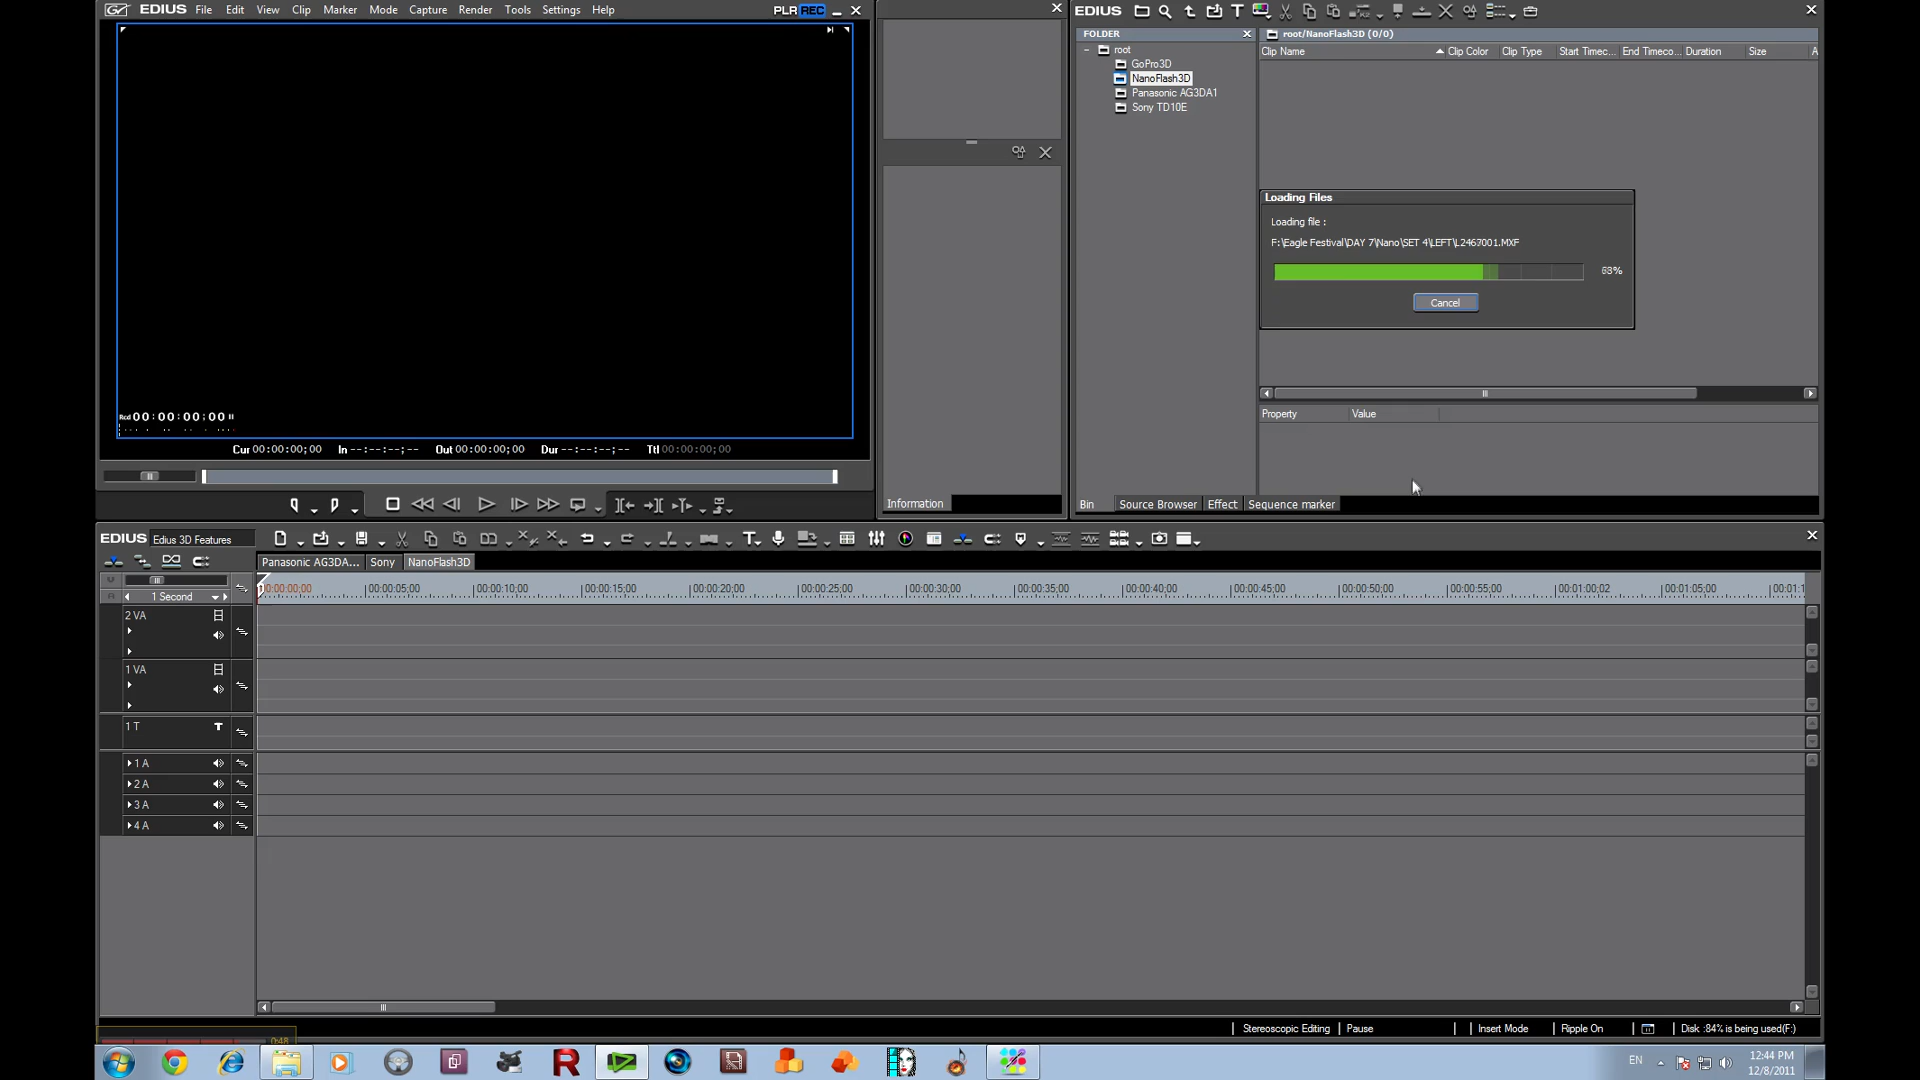 EDIUS File Edit View Clip Marker Mode Capture Render Tools Settings Help PLR REC
Rcd 00:00:00;00
Cur 00:00:00;00 In --:--:--;-- Out 00:00:00;00 Dur --:--:--;-- Ttl 00:00:00;00
Information
EDIUS
FOLDER
root
GoPro3D
NanoFlash3D
Panasonic AG3DA1
Sony TD10E
root/NanoFlash3D (0/0)
Clip Name Clip Color Clip Type Start Timec... End Timeco... Duration Size A
Loading Files
Loading file :
F:\Eagle Festival\DAY 7\Nano\SET 4\LEFT\L2467001.MXF
68%
Cancel
Property Value
Bin Source Browser Effect Sequence marker
EDIUS Edius 3D Features
Panasonic AG3DA... Sony NanoFlash3D
1 Second
00:00:00;00 00:00:05;00 00:00:10;00 00:00:15;00 00:00:20;00 00:00:25;00 00:00:30;00 00:00:35;00 00:00:40;00 00:00:45;00 00:00:50;00 00:00:55;00 00:01:00;02 00:01:05;00 00:01:1
2 VA
1 VA
1 T
1 A
2 A
3 A
4 A
Stereoscopic Editing Pause Insert Mode Ripple On Disk :84% is being used(F:)
0:48
EN
12:44 PM
12/8/2011